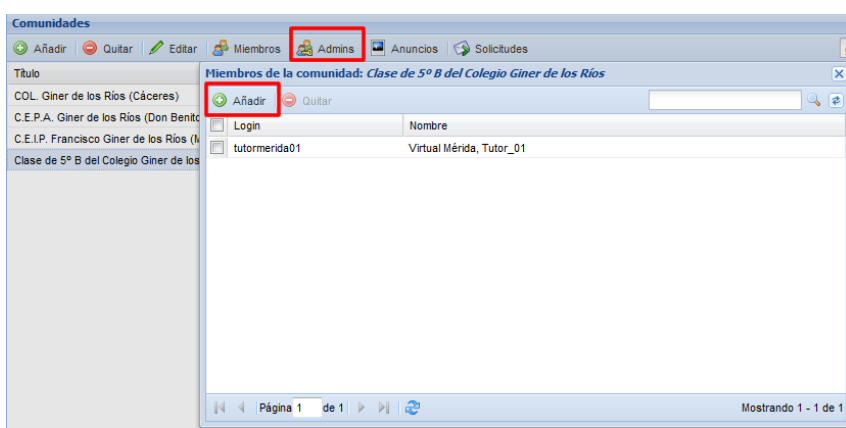 Comunidades
Añadir Quitar Editar Miembros Admins Anuncios Solicitudes
Título
Miembros de la comunidad: Clase de 5º B del Colegio Giner de los Ríos
COL. Giner de los Ríos (Cáceres)
Añadir Quitar
C.E.P.A. Giner de los Ríos (Don Benito
Login Nombre
C.E.I.P. Francisco Giner de los Ríos
tutormerida01 Virtual Mérida, Tutor_01
Clase de 5º B del Colegio Giner de los
Página 1 de 1
Mostrando 1 - 1 de 1